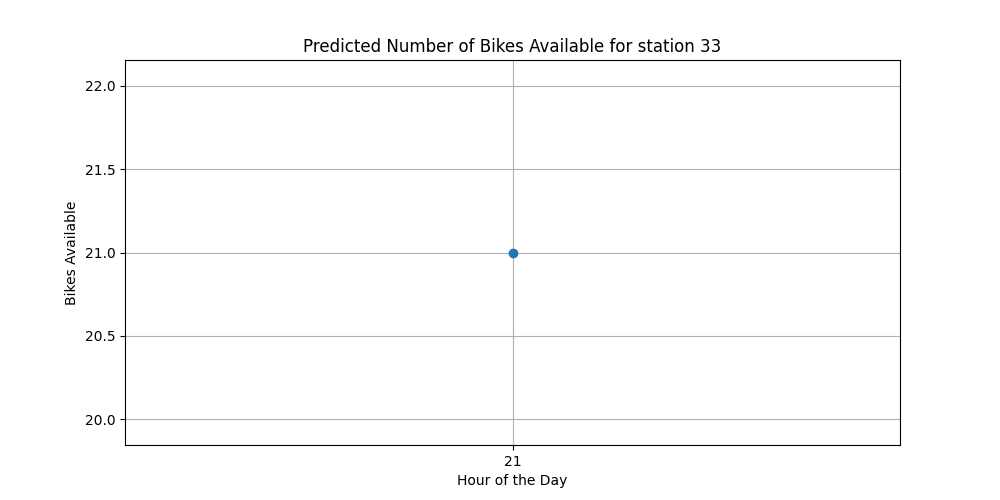 Predicted Number of Bikes Available for station 33
22.0
21.5
21.0
20.5
20.0
Bikes Available
21
Hour of the Day